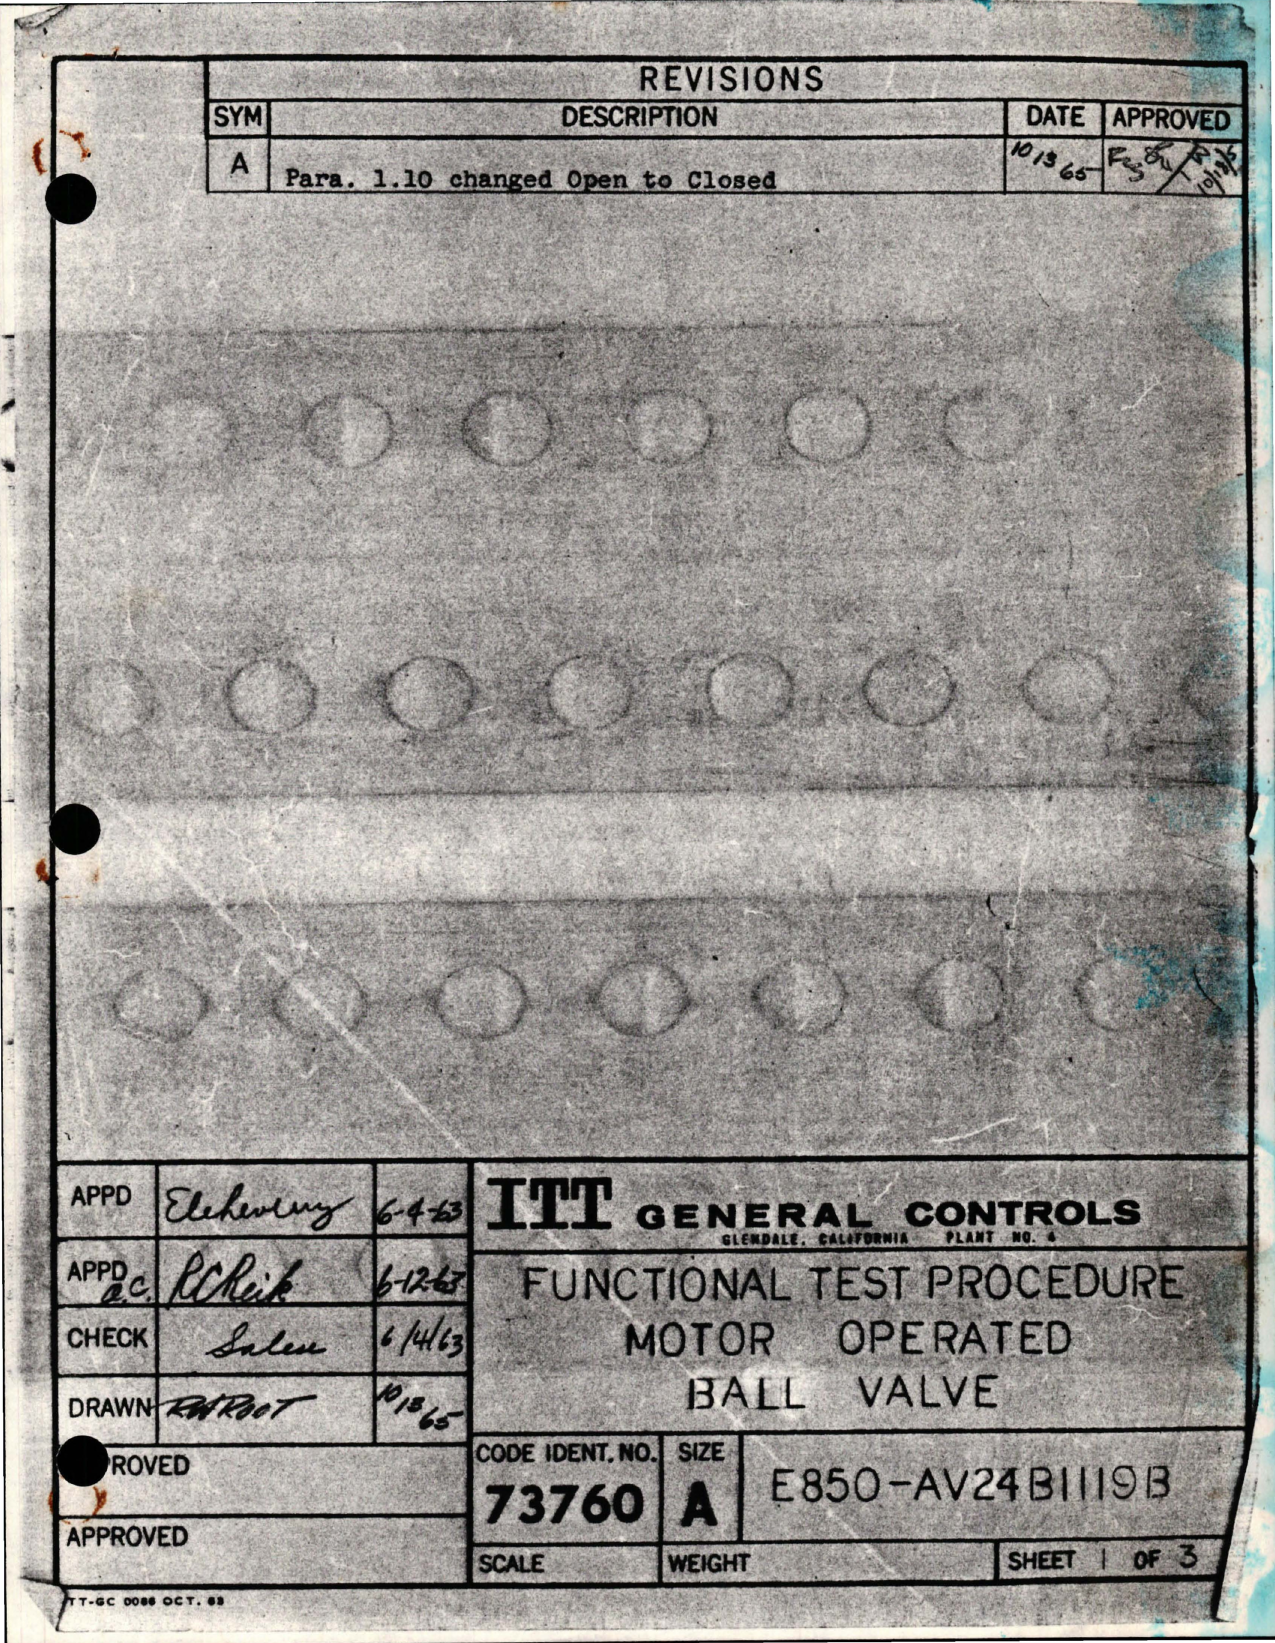 REVISIONS
SYM DESCRIPTION DATE APPROVED
A Para. 1.10 changed Open to Closed 10 13 65
APPD 6-4-63
APPD a.c. RCReik 6-12-63
CHECK 6/4/63
DRAWN ROOT 10 13 65
ROVED
APPROVED
ITT GENERAL CONTROLS
GLENDALE, CALIFORNIA PLANT NO. 4
FUNCTIONAL TEST PROCEDURE
MOTOR OPERATED
BALL VALVE
CODE IDENT. NO. SIZE
73760 A E850-AV24B1119B
SCALE WEIGHT SHEET 1 OF 3
TT-GC 0086 OCT. 63